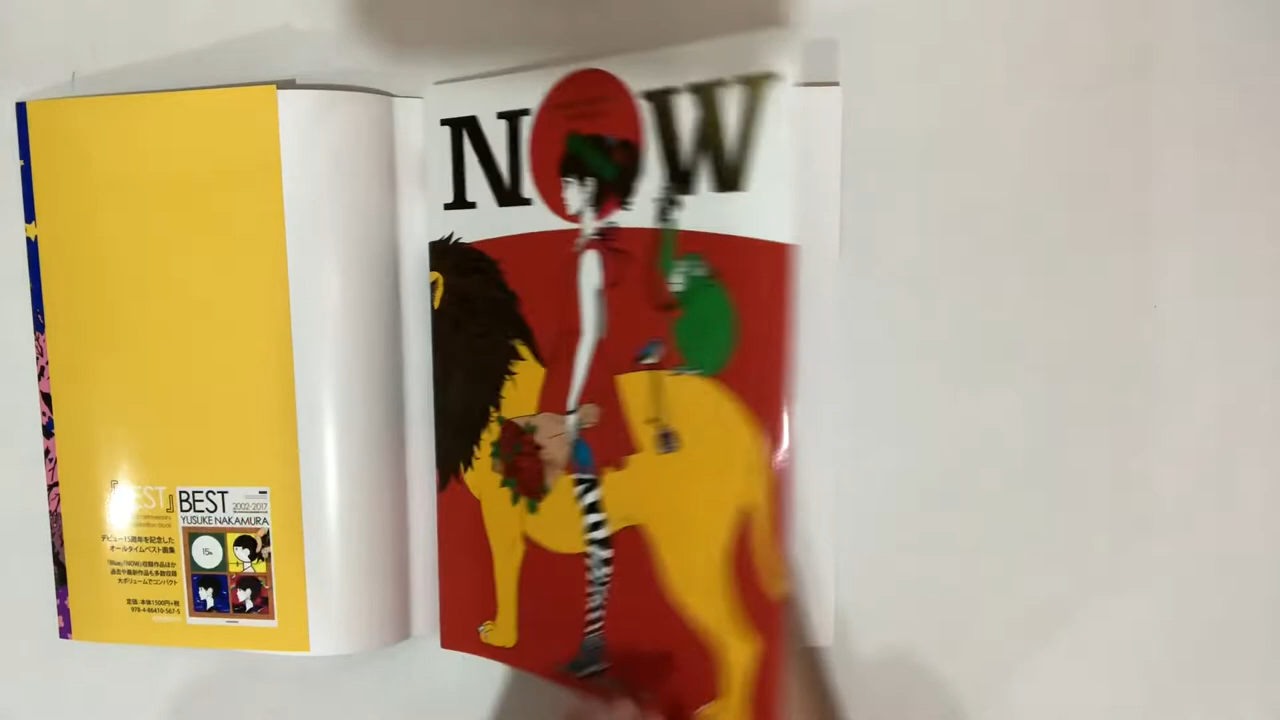 『BEST』
デビュー15周年を記念した
オールタイムベスト画集
『Blue』『NOW』収録作品ほか
過去や最新作品も多数収録
大ボリュームでコンパクト
定価：本体1500円+税
978-4-86410-567-5
BEST
2002-2017
YUSUKE NAKAMURA
15th
NOW